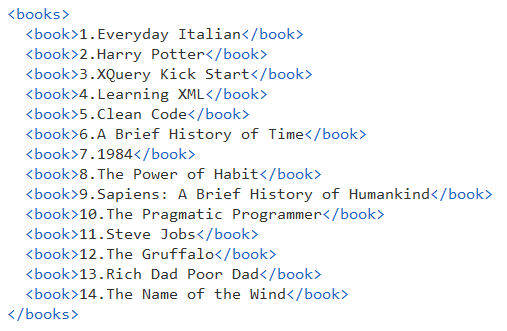 <books>
  <book>1.Everyday Italian</book>
  <book>2.Harry Potter</book>
  <book>3.XQuery Kick Start</book>
  <book>4.Learning XML</book>
  <book>5.Clean Code</book>
  <book>6.A Brief History of Time</book>
  <book>7.1984</book>
  <book>8.The Power of Habit</book>
  <book>9.Sapiens: A Brief History of Humankind</book>
  <book>10.The Pragmatic Programmer</book>
  <book>11.Steve Jobs</book>
  <book>12.The Gruffalo</book>
  <book>13.Rich Dad Poor Dad</book>
  <book>14.The Name of the Wind</book>
</books>